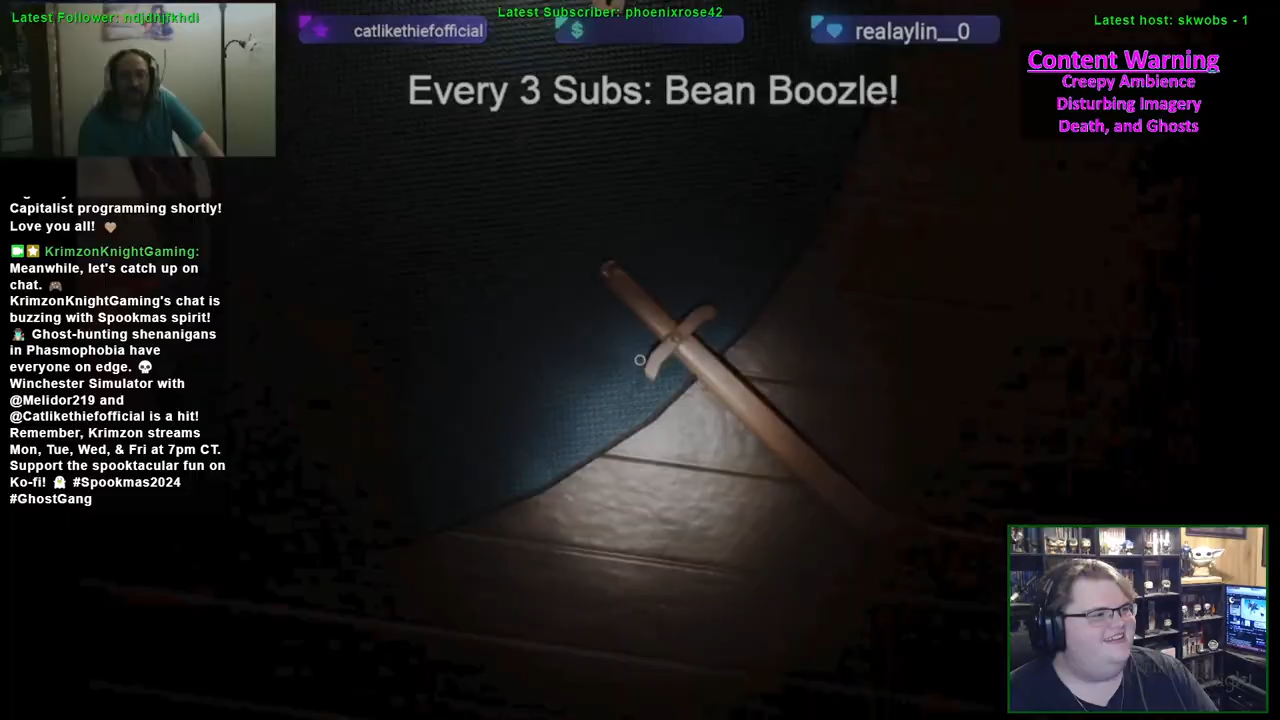 Latest Follower: ndjdhjfkhdi
Latest Subscriber: phoenixrose42
Latest host: skwobs - 1
catlikethiefofficial
$
realaylin__0
Every 3 Subs: Bean Boozle!
Content Warning
Creepy Ambience
Disturbing Imagery
Death, and Ghosts
Capitalist programming shortly!
Love you all!
KrimzonKnightGaming:
Meanwhile, let's catch up on
chat.
KrimzonKnightGaming's chat is
buzzing with Spookmas spirit!
Ghost-hunting shenanigans
in Phasmophobia have
everyone on edge.
Winchester Simulator with
@Melidor219 and
@Catlikethiefofficial is a hit!
Remember, Krimzon streams
Mon, Tue, Wed, & Fri at 7pm CT.
Support the spooktacular fun on
Ko-fi! #Spookmas2024
#GhostGang